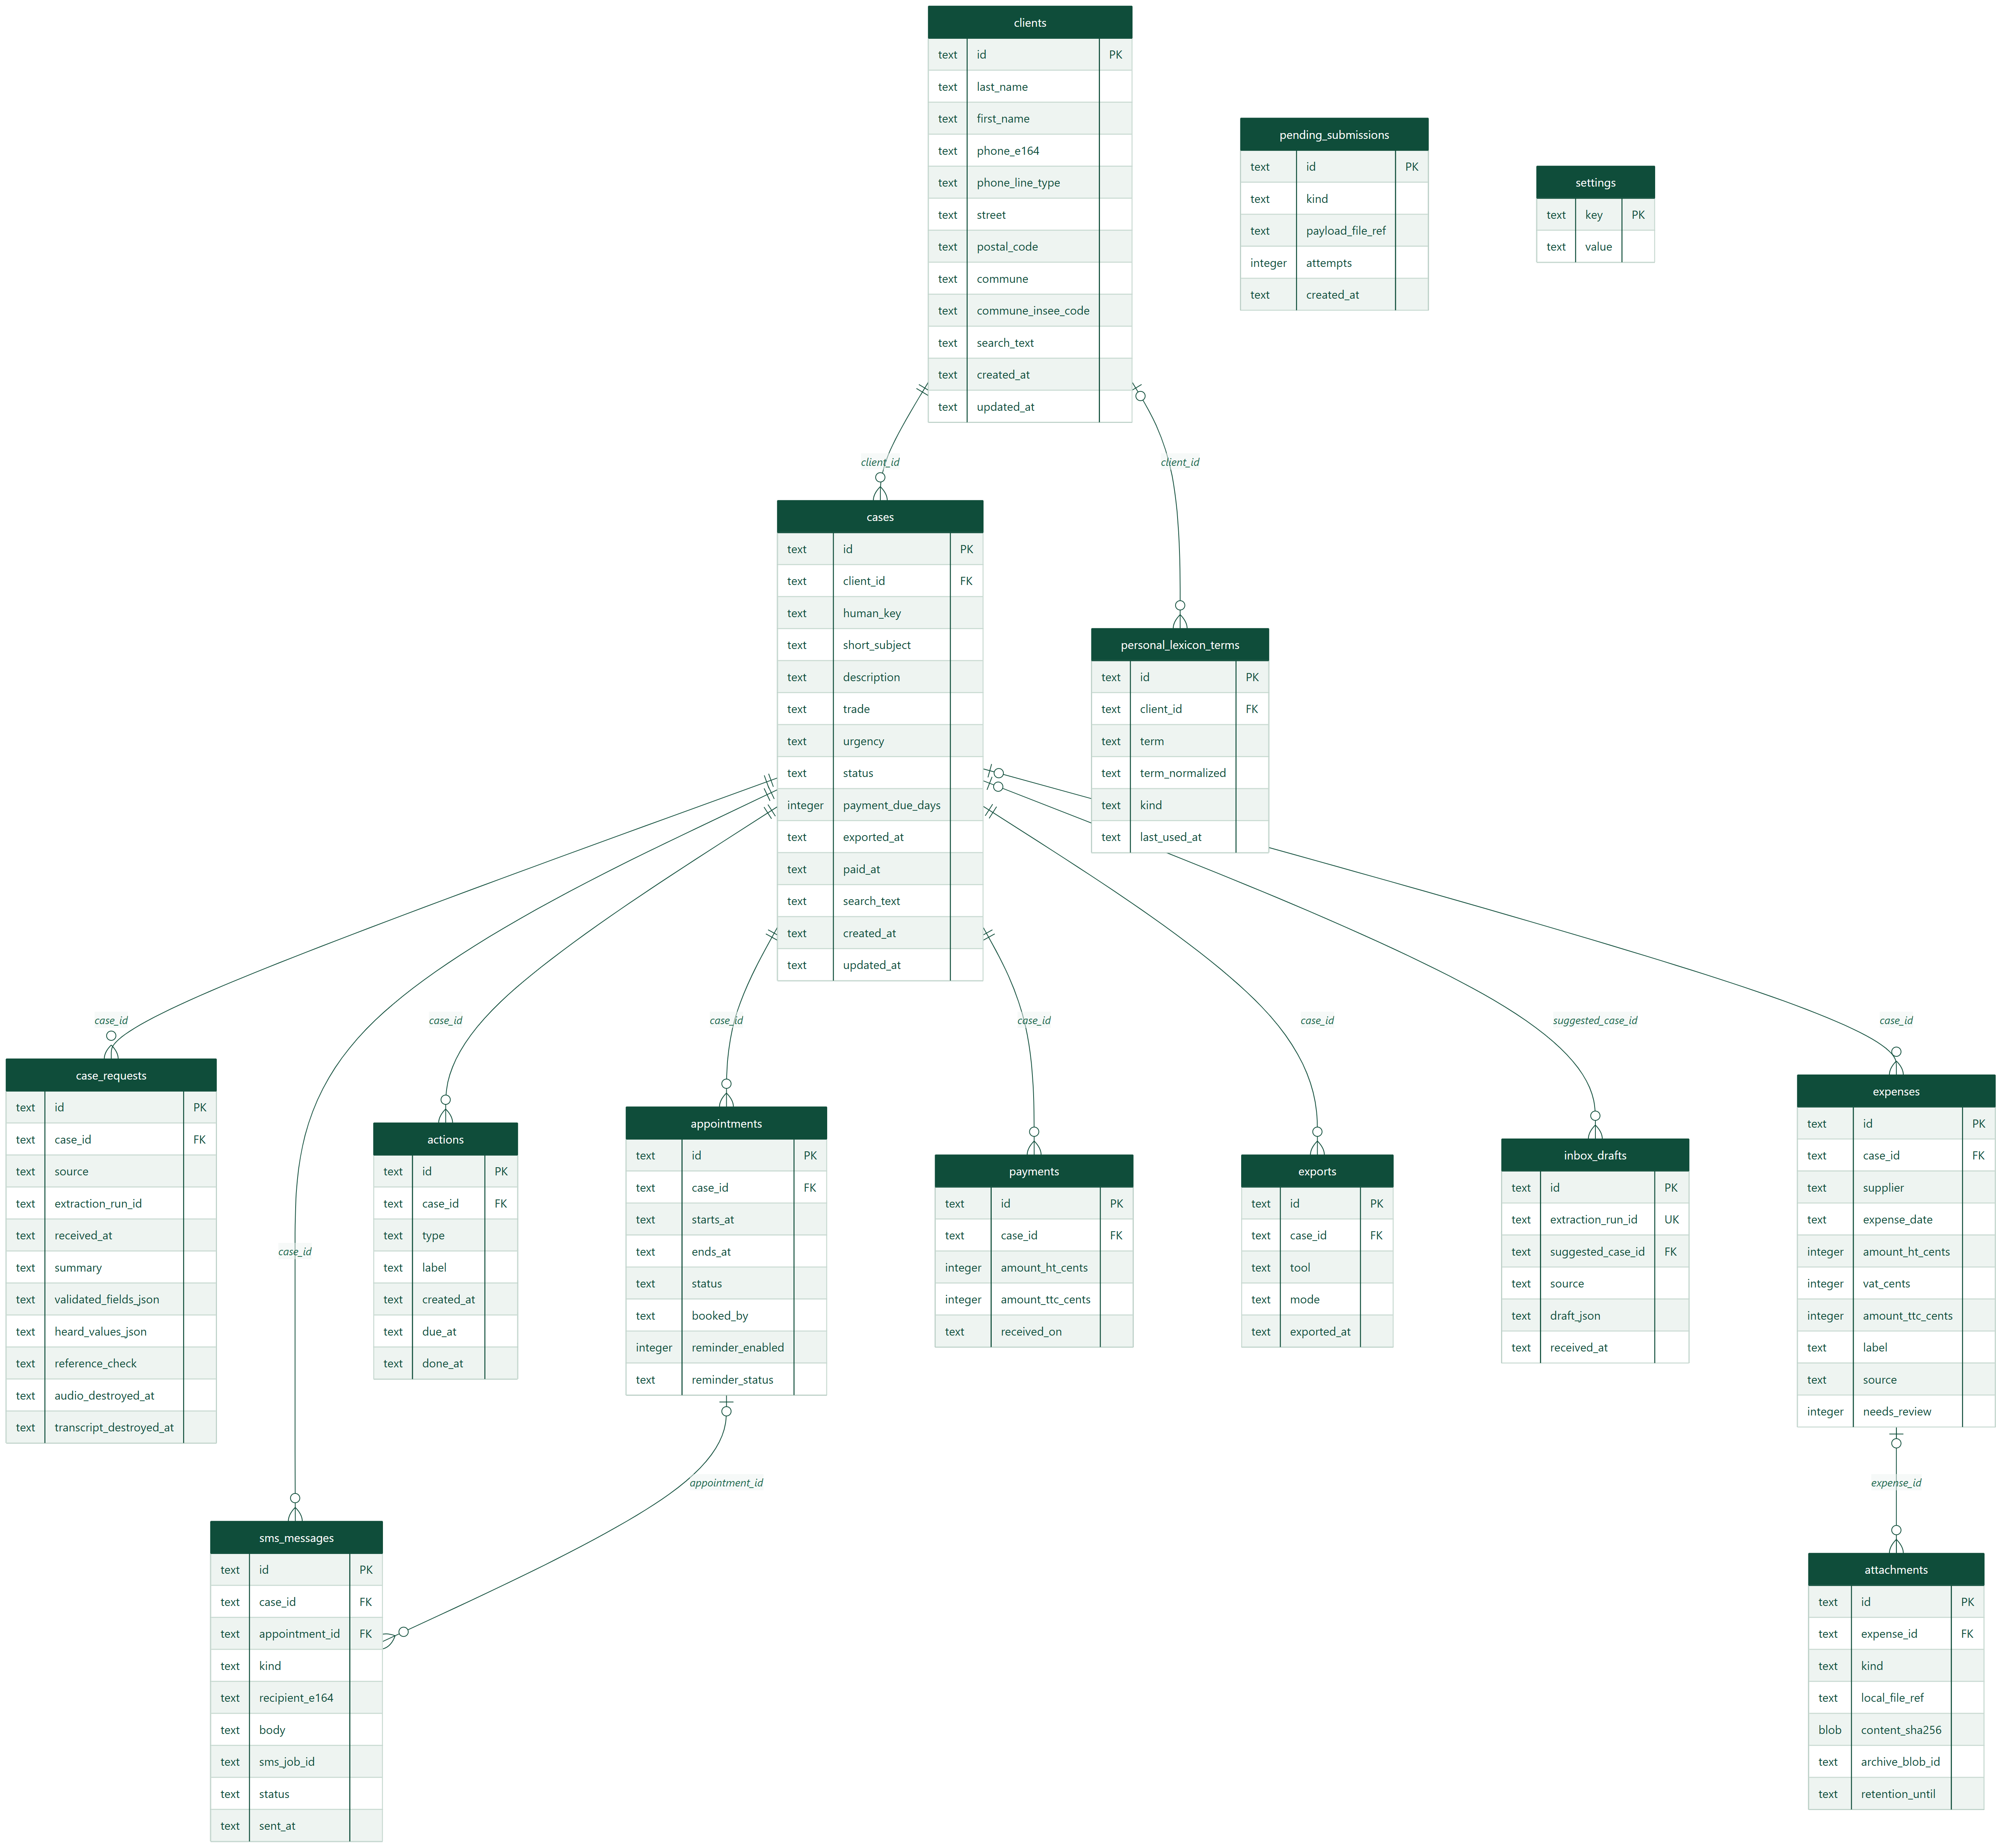 clients
text id PK
text last_name
text first_name
text phone_e164
text phone_line_type
text street
text postal_code
text commune
text commune_insee_code
text search_text
text created_at
text updated_at
pending_submissions
text id PK
text kind
text payload_file_ref
integer attempts
text created_at
settings
text key PK
text value
client_id
client_id
cases
text id PK
text client_id FK
text human_key
text short_subject
text description
text trade
text urgency
text status
integer payment_due_days
text exported_at
text paid_at
text search_text
text created_at
text updated_at
personal_lexicon_terms
text id PK
text client_id FK
text term
text term_normalized
text kind
text last_used_at
case_id
case_id
case_id
case_id
case_id
suggested_case_id
case_id
case_requests
text id PK
text case_id FK
text source
text extraction_run_id
text received_at
text summary
text validated_fields_json
text heard_values_json
text reference_check
text audio_destroyed_at
text transcript_destroyed_at
case_id
actions
text id PK
text case_id FK
text type
text label
text created_at
text due_at
text done_at
appointments
text id PK
text case_id FK
text starts_at
text ends_at
text status
text booked_by
integer reminder_enabled
text reminder_status
payments
text id PK
text case_id FK
integer amount_ht_cents
integer amount_ttc_cents
text received_on
exports
text id PK
text case_id FK
text tool
text mode
text exported_at
inbox_drafts
text id PK
text extraction_run_id UK
text suggested_case_id FK
text source
text draft_json
text received_at
expenses
text id PK
text case_id FK
text supplier
text expense_date
integer amount_ht_cents
integer vat_cents
integer amount_ttc_cents
text label
text source
integer needs_review
appointment_id
expense_id
sms_messages
text id PK
text case_id FK
text appointment_id FK
text kind
text recipient_e164
text body
text sms_job_id
text status
text sent_at
attachments
text id PK
text expense_id FK
text kind
text local_file_ref
blob content_sha256
text archive_blob_id
text retention_until